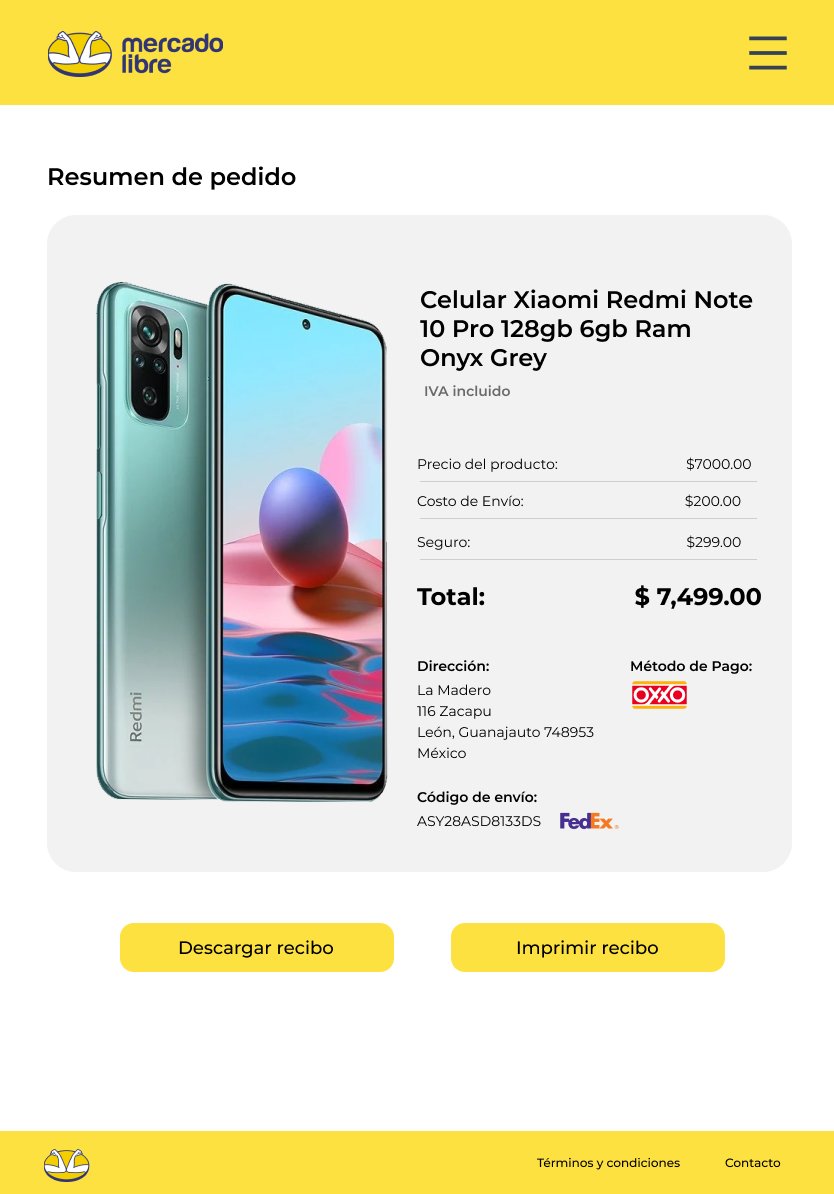 mercado
libre
Resumen de pedido
Celular Xiaomi Redmi Note
10 Pro 128gb 6gb Ram
Onyx Grey
IVA incluido
Precio del producto: $7000.00
Costo de Envío: $200.00
Seguro: $299.00
Total: $ 7,499.00
Redmi
Dirección: Método de Pago:
La Madero OXXO
116 Zacapu
León, Guanajauto 748953
México
Código de envío:
ASY28ASD8133DS FedEx
Descargar recibo Imprimir recibo
Términos y condiciones Contacto